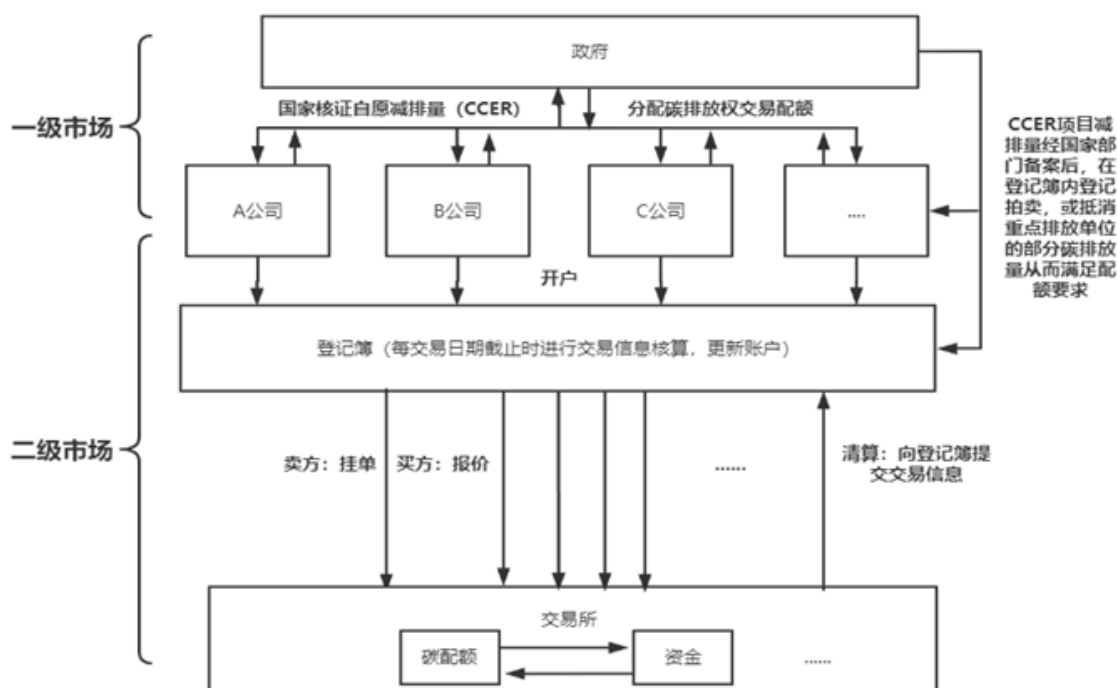 政府
国家核证自愿减排量（CCER）
分配碳排放权交易配额
一级市场
A公司
B公司
C公司
....
CCER项目减
排量经国家部
门备案后，在
登记簿内登记
拍卖，或抵消
重点排放单位
的部分碳排放
量从而满足配
额要求
开户
登记簿（每交易日期截止时进行交易信息核算，更新账户）
二级市场
卖方：挂单
买方：报价
......
清算：向登记簿提
交交易信息
交易所
碳配额
资金
......